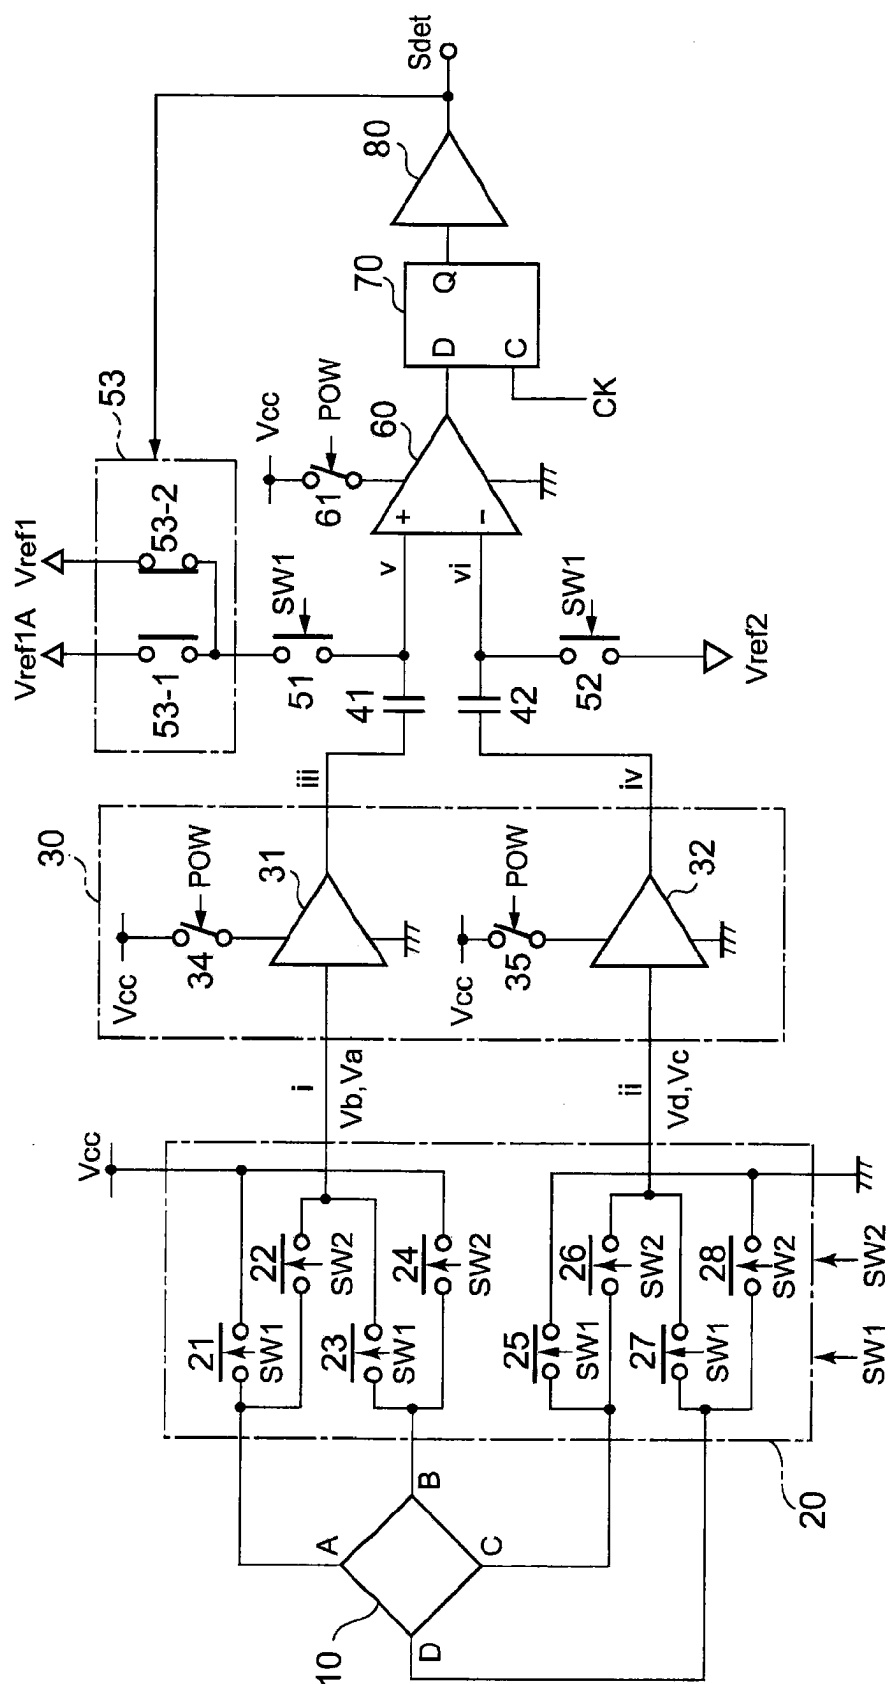 10
A
B
C
D
20
21
SW1
22
SW2
23
SW1
24
SW2
25
SW1
26
SW2
27
SW1
28
SW2
SW1
SW2
Vcc
i
Vb,Va
ii
Vd,Vc
30
Vcc
34
POW
31
Vcc
35
POW
32
iii
iv
41
42
Vref1A
Vref1
53-1
53-2
53
51
SW1
52
SW1
Vref2
v
vi
Vcc
61
POW
60
+
−
D
C
Q
70
CK
80
Sdet